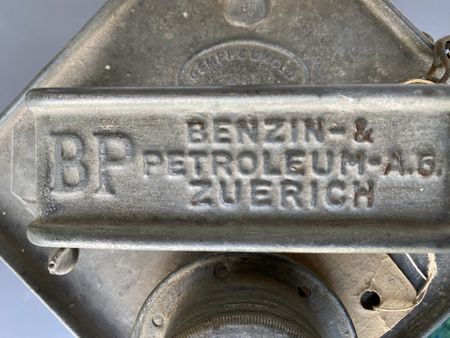 BP
BENZIN- &
PETROLEUM-A.G.
ZUERICH